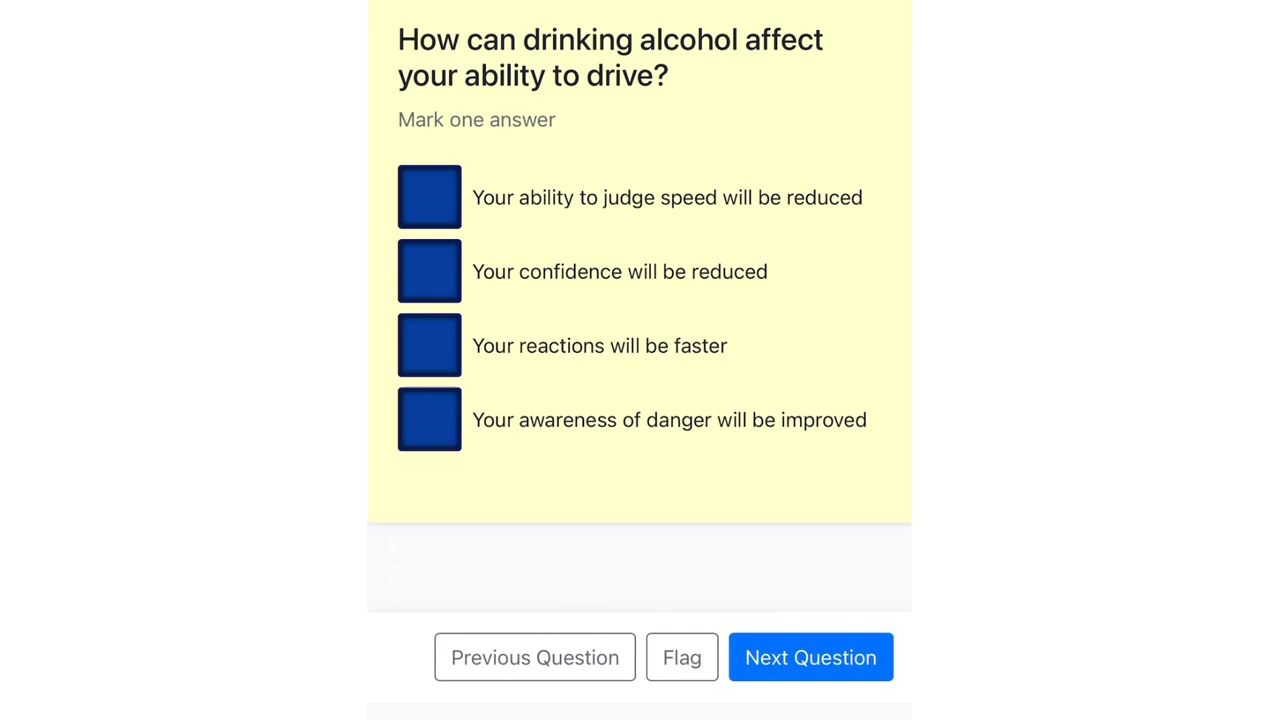 How can drinking alcohol affect
your ability to drive?
Mark one answer
Your ability to judge speed will be reduced
Your confidence will be reduced
Your reactions will be faster
Your awareness of danger will be improved
Previous Question
Flag
Next Question